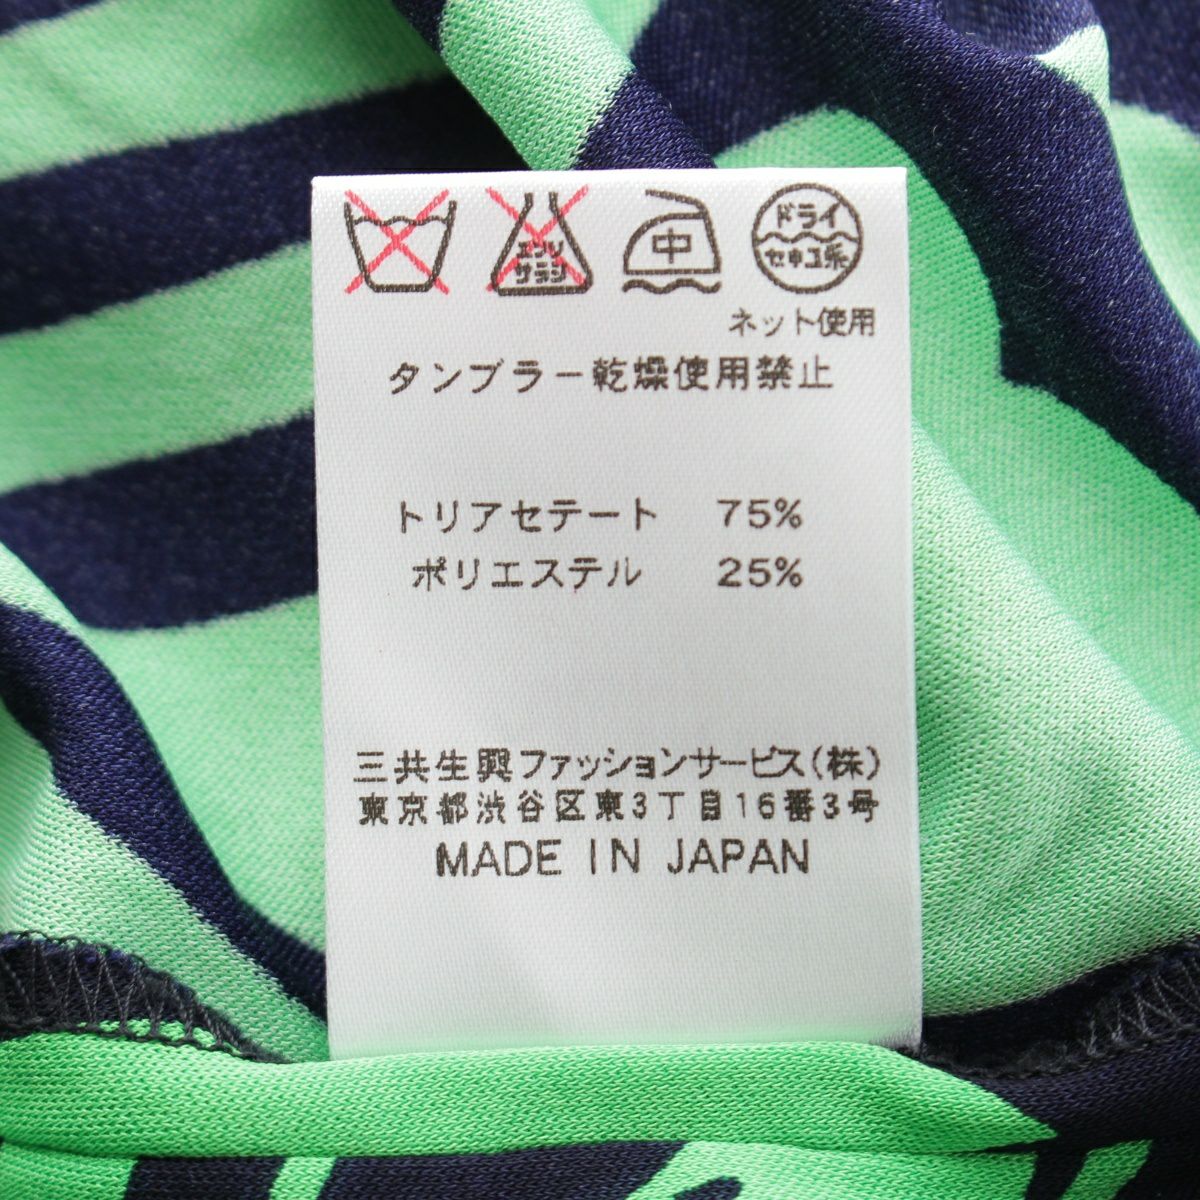 エンソ
サラシ
中
ドライ
セキユ系
ネット使用
タンブラー乾燥使用禁止
トリアセテート 75%
ポリエステル 25%
三共生興ファッションサービス(株)
東京都渋谷区東3丁目16番3号
MADE IN JAPAN